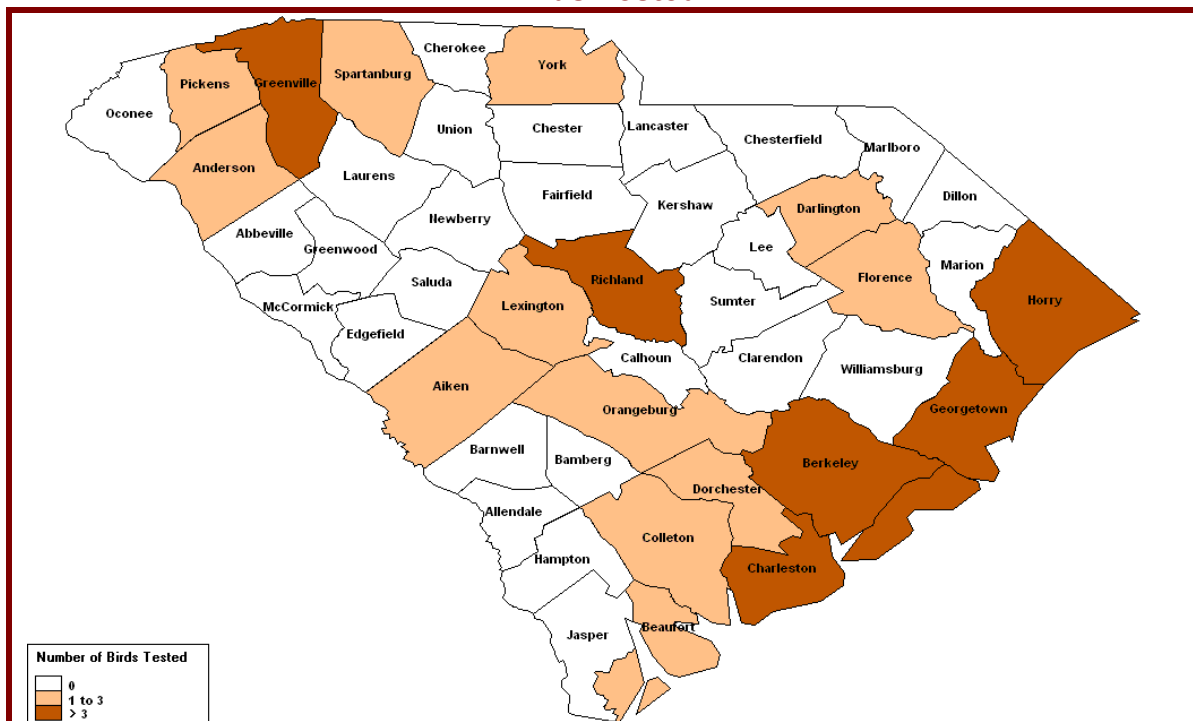 Cherokee
York
Spartanburg
Pickens
Greenville
Oconee
Union
Chester
Lancaster
Chesterfield
Marlboro
Anderson
Laurens
Dillon
Fairfield
Kershaw
Darlington
Newberry
Abbeville
Greenwood
Lee
Marion
Florence
Richland
Saluda
Horry
McCormick
Lexington
Sumter
Edgefield
Calhoun
Clarendon
Williamsburg
Aiken
Orangeburg
Georgetown
Barnwell
Bamberg
Berkeley
Dorchester
Allendale
Colleton
Hampton
Charleston
Beaufort
Jasper
Number of Birds Tested
0
1 to 3
> 3